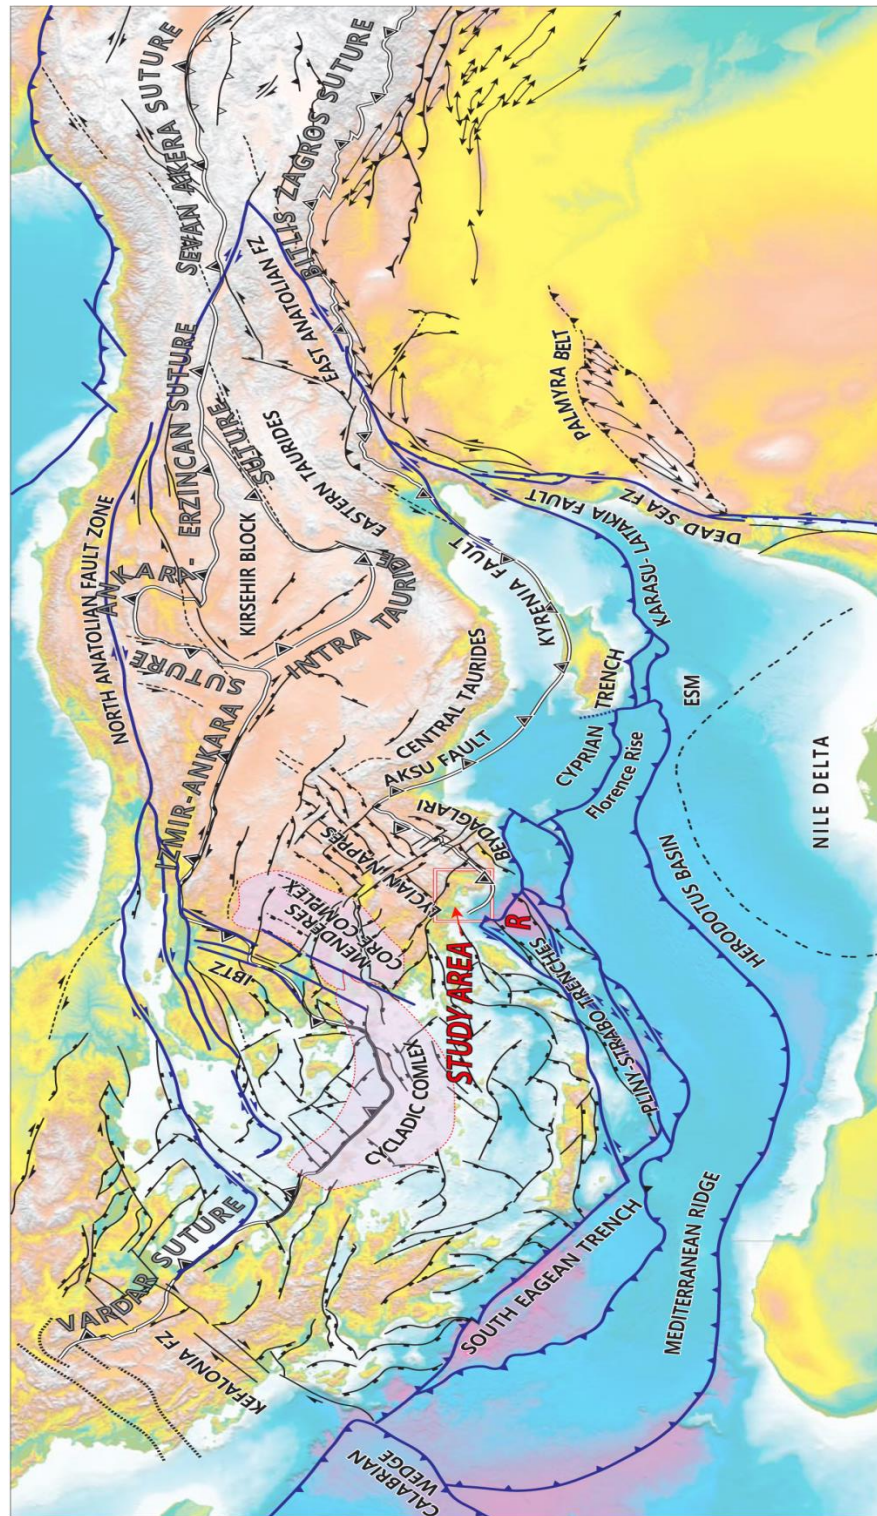 VARDAR SUTURE
KEFALONIA FZ
CALABRIAN
WEDGE
SOUTH EAGEAN TRENCH
MEDITERRANEAN RIDGE
CYCLADIC COMLEX
IBTZ
MENDERES
CORE-COMPLEX
STUDY AREA
R
PLINY-STRABO TRENCHES
LYCIAN NAPPES
BEYDAGLARI
IZMIR-ANKARA
SUTURE
NORTH ANATOLIAN FAULT ZONE
ANKARA - ERZINCAN SUTURE
KIRSEHIR BLOCK
INTRA TAURIDE
SUTURE
CENTRAL TAURIDES
AKSU FAULT
EASTERN TAURIDES
KYRENIA FAULT
CYPRIAN
TRENCH
Florence Rise
HERODOTUS BASIN
ESM
NILE DELTA
KARASU- LATAKIA FAULT
DEAD SEA FZ
PALMYRA BELT
EAST ANATOLIAN FZ
SEVAN AKERA SUTURE
BITLIS ZAGROS SUTURE